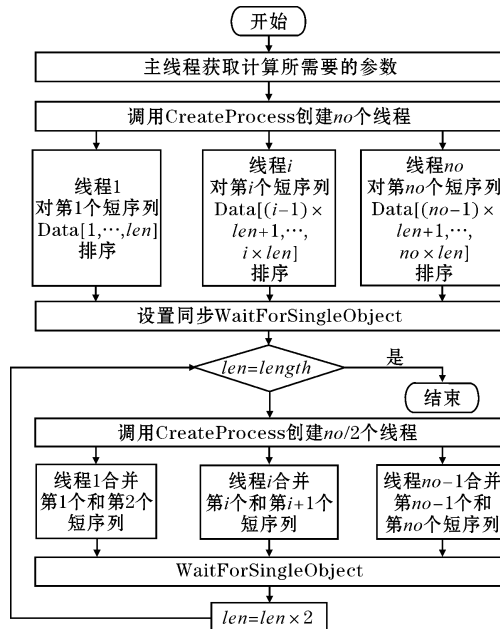 开始
主线程获取计算所需要的参数
调用CreateProcess创建no个线程
线程1
对第1个短序列
Data[1,…,len]
排序
线程i
对第i个短序列
Data[(i-1)×
len+1,…,
i×len]
排序
线程no
对第no个短序列
Data[(no-1)×
len+1,…,
no×len]
排序
设置同步WaitForSingleObject
len=length
是
结束
调用CreateProcess创建no/2个线程
线程1合并
第1个和第2个
短序列
线程i合并
第i个和第i+1个
短序列
线程no-1合并
第no-1个和
第no个短序列
WaitForSingleObject
len=len×2